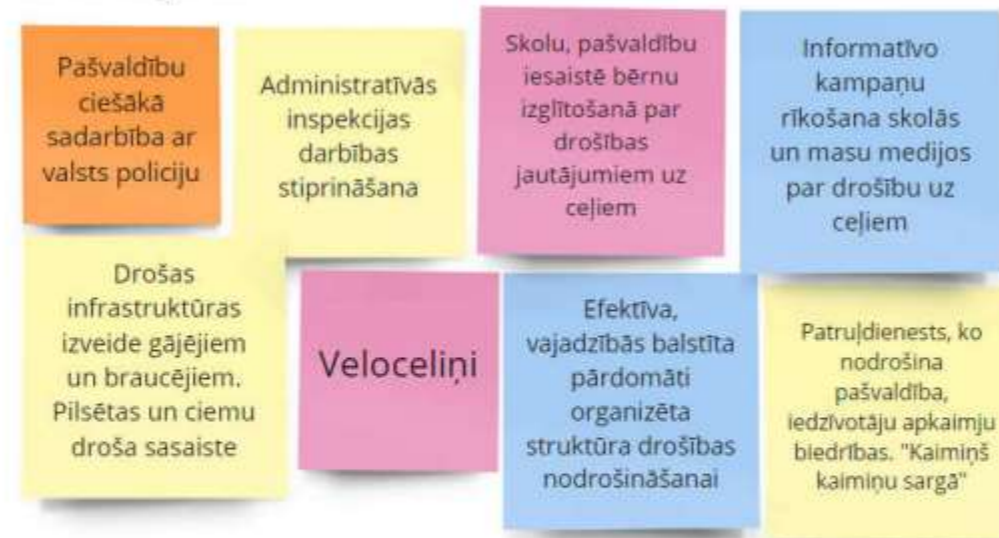 Pašvaldību
ciešākā
sadarbība ar
valsts policiju
Administratīvās
inspekcijas
darbības
stiprināšana
Skolu, pašvaldību
iesaistē bērnu
izglītošanā par
drošības
jautājumiem uz
ceļiem
Informatīvo
kampaņu
rīkošana skolās
un masu medijos
par drošību uz
ceļiem
Drošas
infrastruktūras
izveide gājējiem
un braucējiem.
Pilsētas un ciemu
droša sasaiste
Veloceliņi
Efektīva,
vajadzībās balstīta
pārdomāti
organizēta
struktūra drošības
nodrošināšanai
Patruļdienests, ko
nodrošina
pašvaldība,
iedzīvotāju apkaimju
biedrības. "Kaimiņš
kaimiņu sargā"